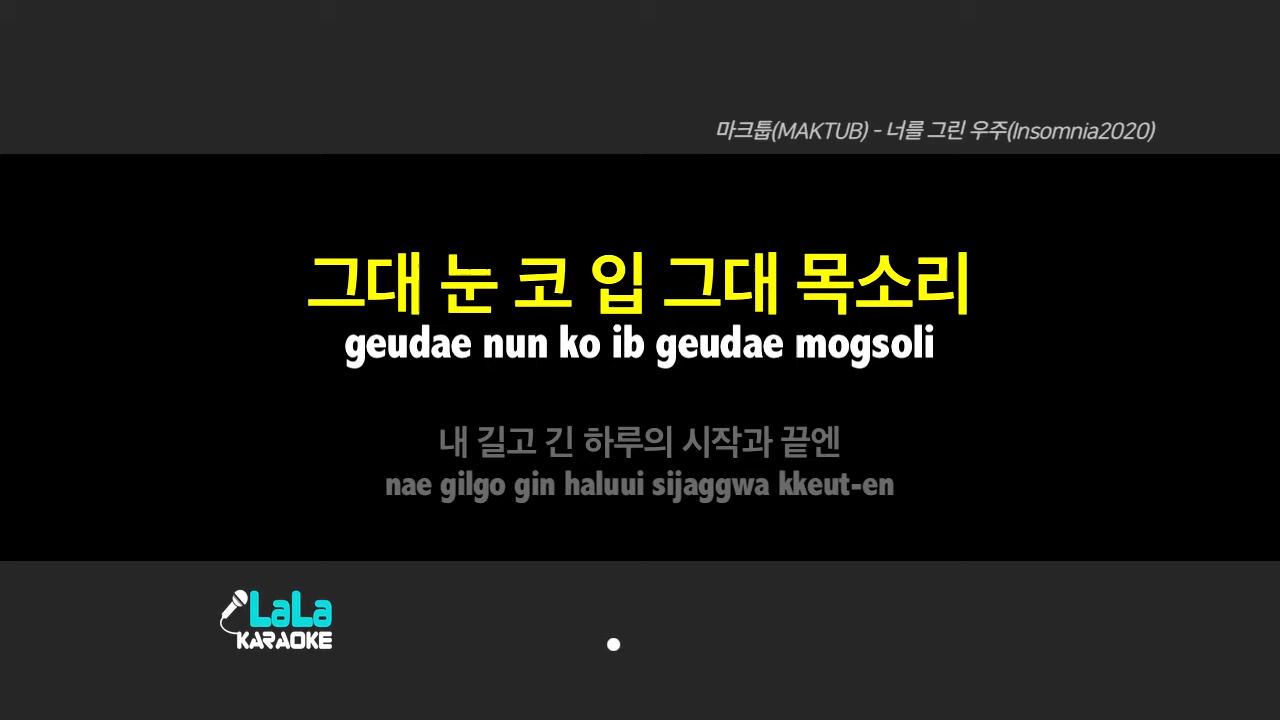 마크툽(MAKTUB) - 너를 그린 우주(Insomnia2020)
그대 눈 코 입 그대 목소리
geudae nun ko ib geudae mogsoli
내 길고 긴 하루의 시작과 끝엔
nae gilgo gin haluui sijaggwa kkeut-en
LaLa
KARAOKE